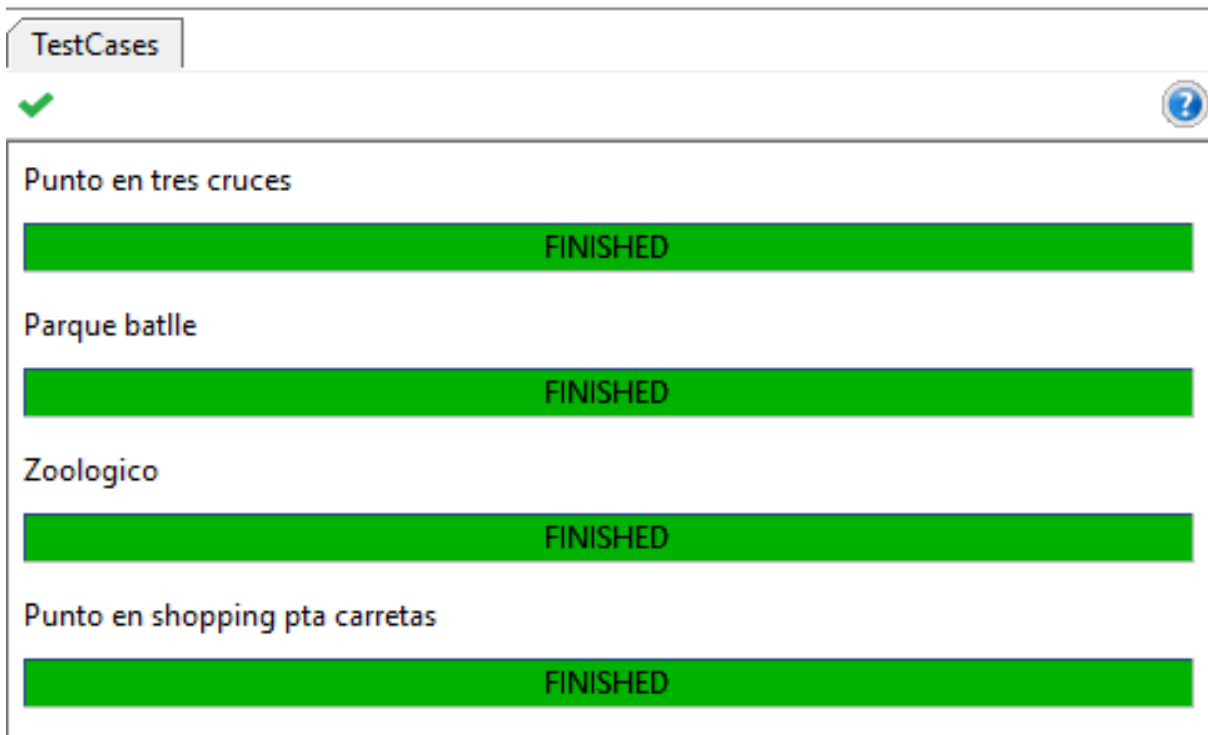 TestCases
?
Punto en tres cruces
FINISHED
Parque batlle
FINISHED
Zoologico
FINISHED
Punto en shopping pta carretas
FINISHED